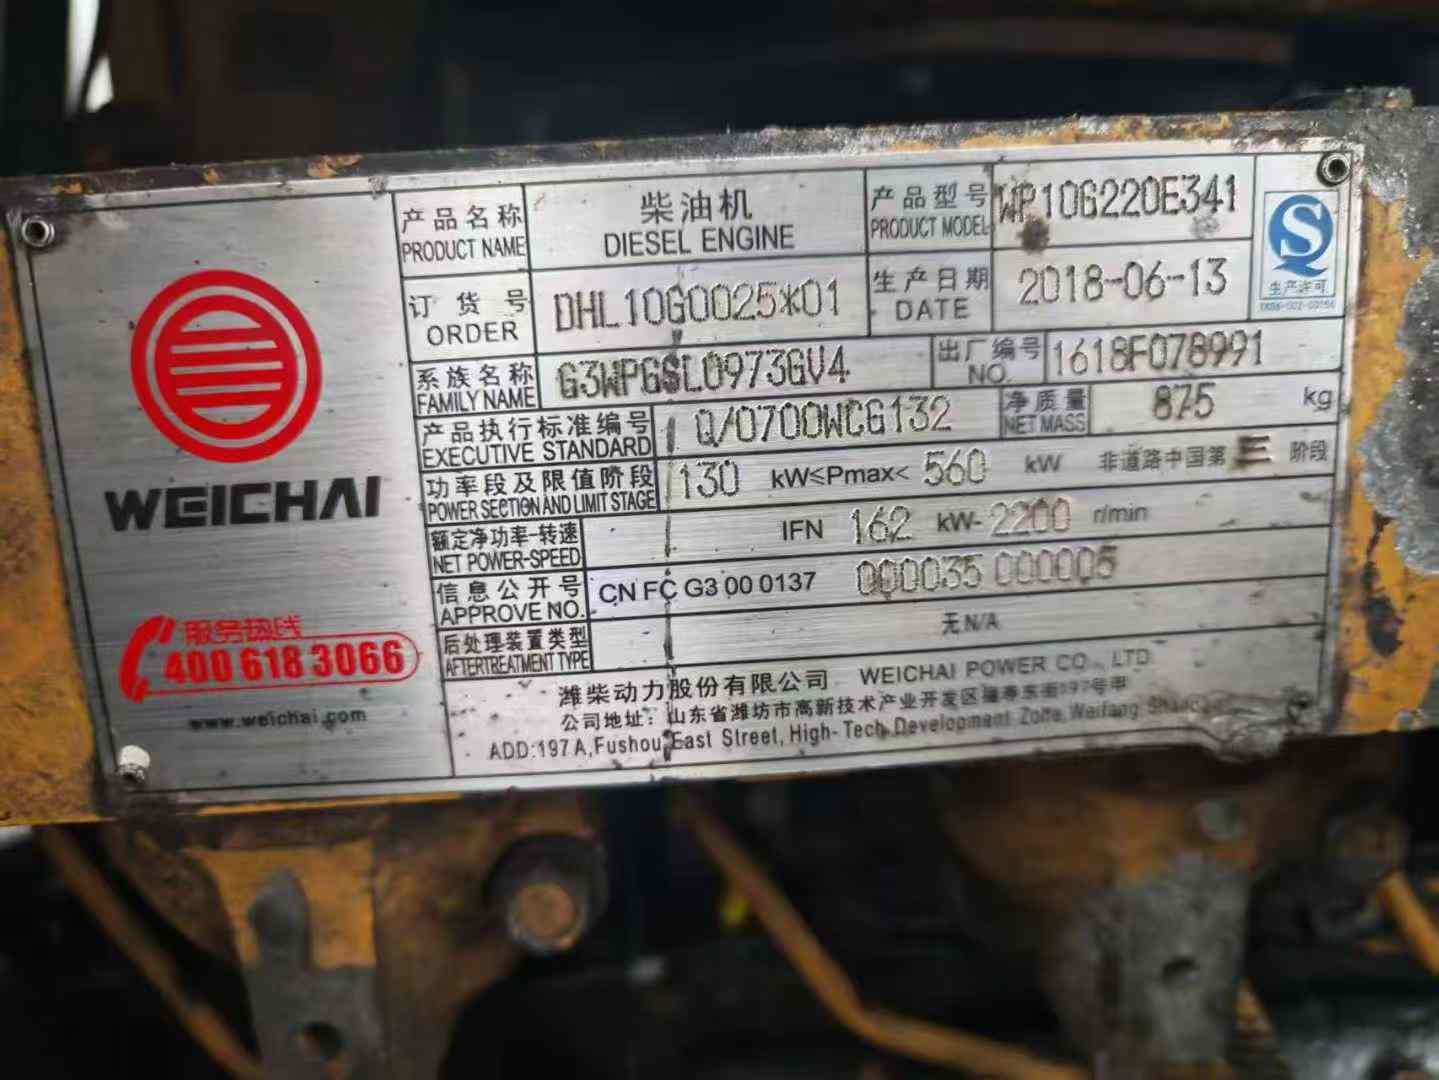 产品名称 柴油机 产品型号 WP10G220E341
PRODUCT NAME DIESEL ENGINE PRODUCT MODEL
订货号 DHL10G0025*01 生产日期 2018-06-13
ORDER DATE
系族名称 G3WPGSL0973GV4 出厂编号 1618F078991
FAMILY NAME NO.
产品执行标准编号 Q/0700WCG132 净质量 875 kg
EXECUTIVE STANDARD NET MASS
功率段及限值阶段 130 kW≤Pmax< 560 kW 非道路中国第 三 阶段
POWER SECTION AND LIMIT STAGE
额定净功率-转速 IFN 162 kW- 2200 r/min
NET POWER-SPEED
信息公开号 CN FC G3 00 0137 000035 000005
APPROVE NO.
后处理装置类型 无N/A
AFTERTREATMENT TYPE
潍柴动力股份有限公司 WEICHAI POWER CO., LTD
公司地址: 山东省潍坊市高新技术产业开发区福寿东街197号甲
ADD:197 A, Fushou East Street, High-Tech Development Zone, Weifang,
WEICHAI
服务热线
400 618 3066
www.weichai.com
生产许可